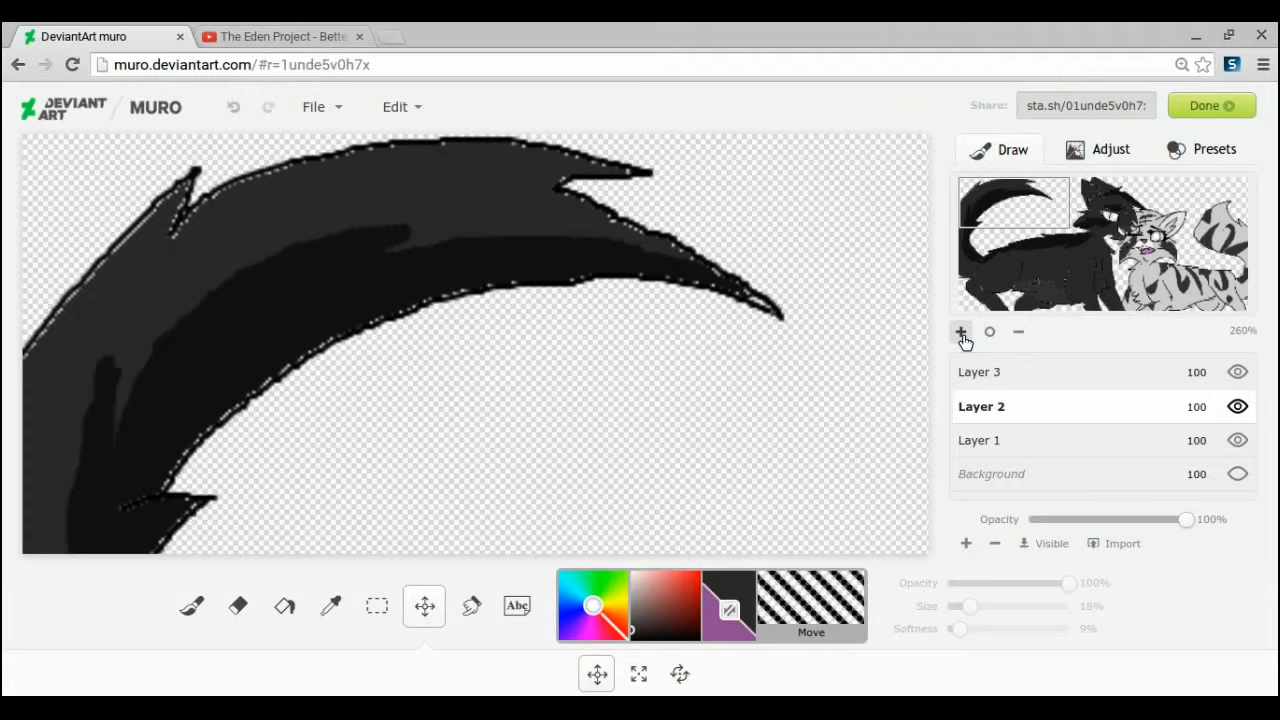 DeviantArt muro
The Eden Project - Bette
muro.deviantart.com/#r=1unde5v0h7x
DEVIANT
ART
MURO
File
Edit
Share:
sta.sh/01unde5v0h7:
Done
Draw
Adjust
Presets
260%
Layer 3 100
Layer 2 100
Layer 1 100
Background 100
Opacity 100%
Visible
Import
Abc
Move
Opacity 100%
Size 18%
Softness 9%